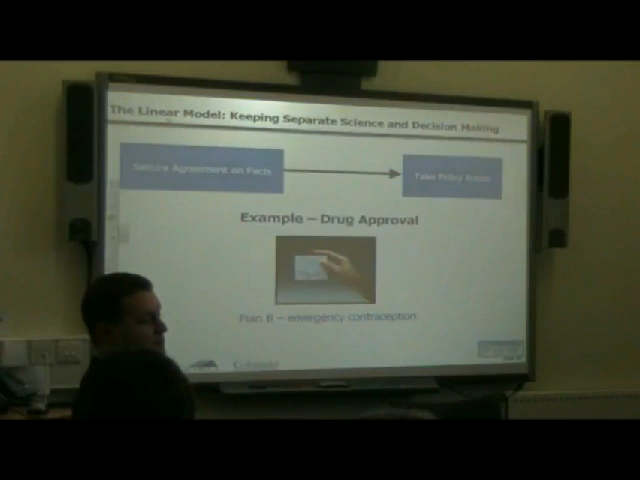 The Linear Model: Keeping Separate Science and Decision Making
Secure Agreement on Facts
Take Policy Action
Example – Drug Approval
Plan B – emergency contraception
Colorado